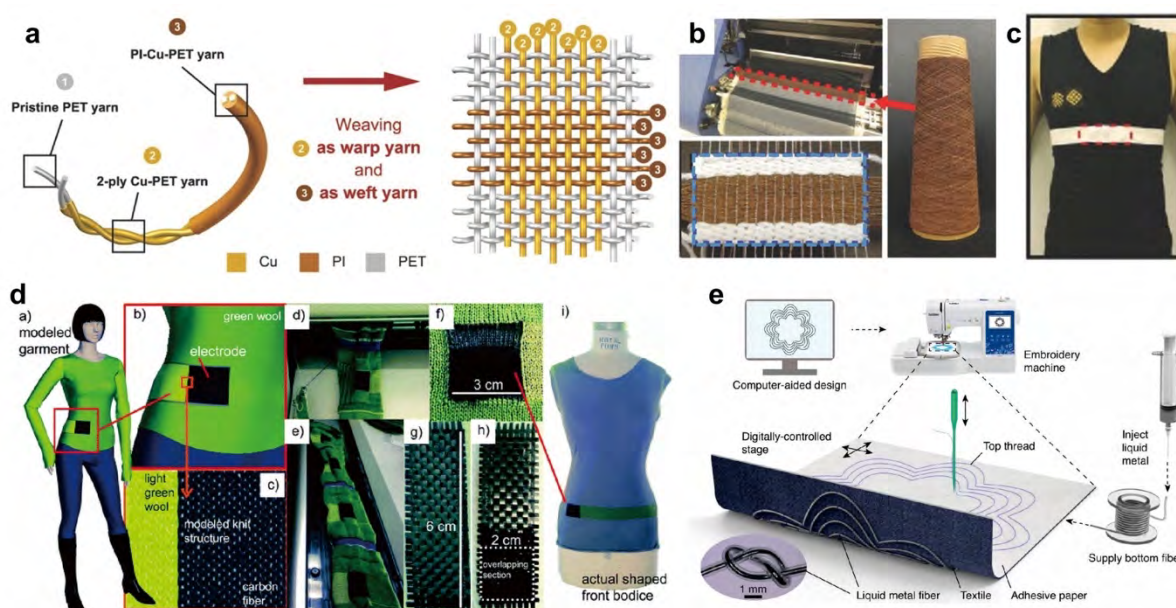 a
3
PI-Cu-PET yarn
1
Pristine PET yarn
2
2-ply Cu-PET yarn
Weaving
2 as warp yarn
and
3 as weft yarn
2 2 2 2 2 2 2
3
3
3
3
3
Cu PI PET
b
c
d
a)
modeled
garment
b)
green wool
electrode
light
green
wool
c)
modeled knit
structure
carbon
fiber
d)
e)
f)
3 cm
g)
6 cm
h)
2 cm
overlapping
section
i)
actual shaped
front bodice
e
Computer-aided design
Embroidery
machine
Digitally-controlled
stage
Top thread
Inject
liquid
metal
Supply bottom fiber
1 mm
Liquid metal fiber
Textile
Adhesive paper